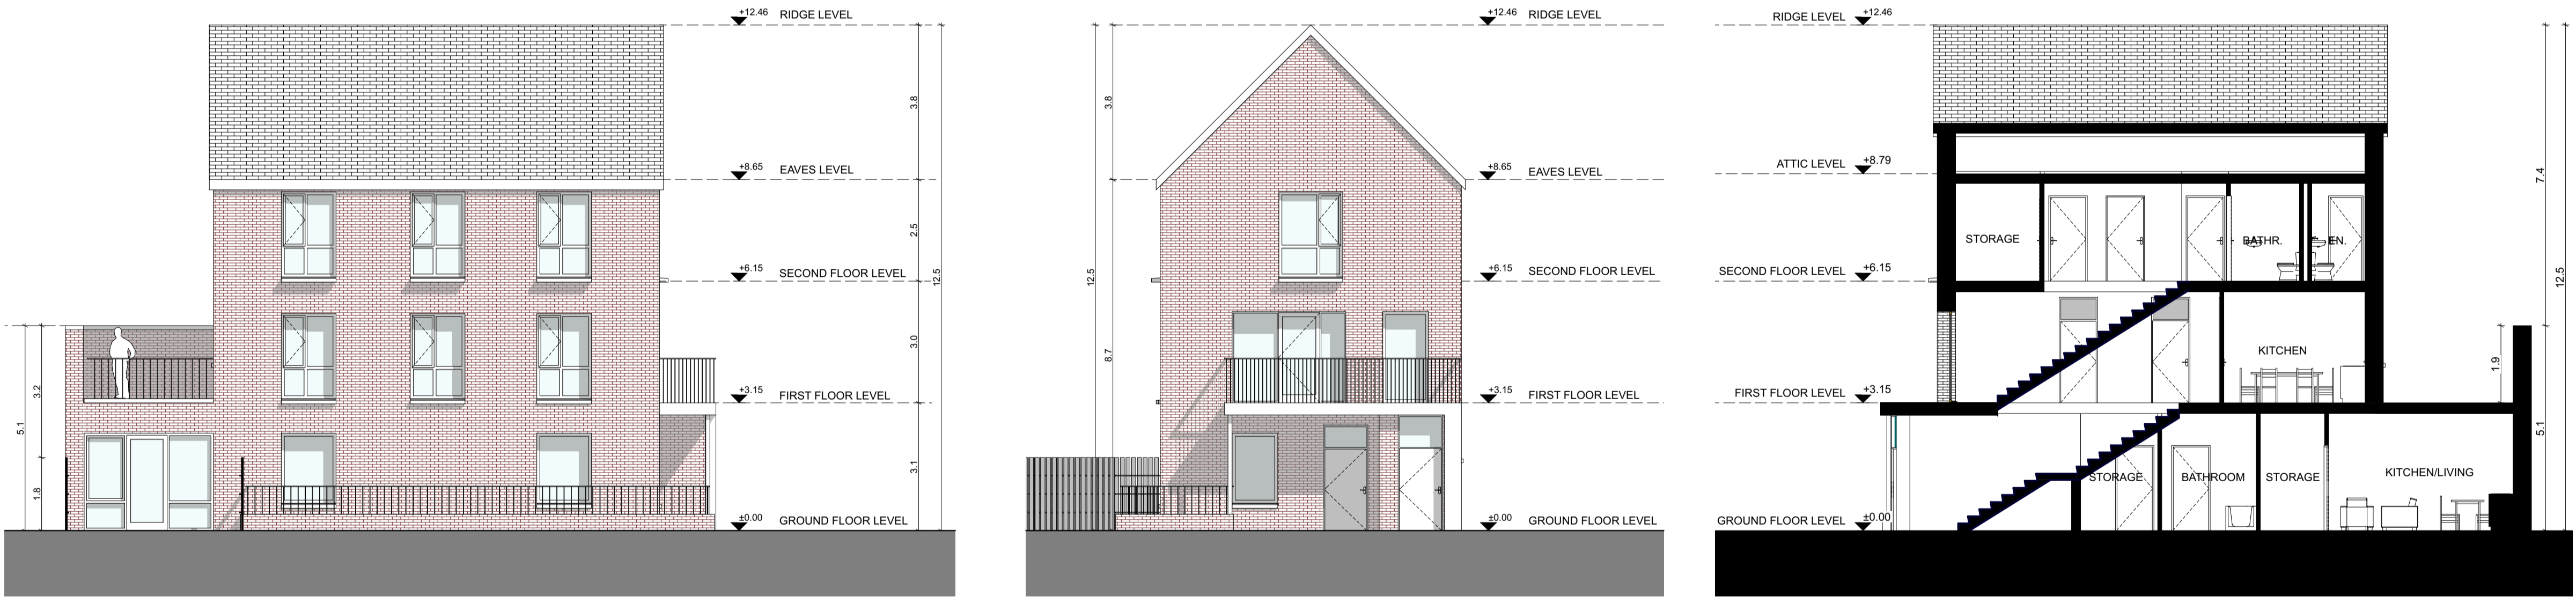 +12.46 RIDGE LEVEL
3.8
+8.65 EAVES LEVEL
2.5
+6.15 SECOND FLOOR LEVEL
12.5
3.0
+3.15 FIRST FLOOR LEVEL
3.1
±0.00 GROUND FLOOR LEVEL
5.1
3.2
1.8
+12.46 RIDGE LEVEL
3.8
+8.65 EAVES LEVEL
12.5
+6.15 SECOND FLOOR LEVEL
8.7
+3.15 FIRST FLOOR LEVEL
±0.00 GROUND FLOOR LEVEL
RIDGE LEVEL +12.46
ATTIC LEVEL +8.79
7.4
STORAGE
BATHR.
EN.
SECOND FLOOR LEVEL +6.15
12.5
KITCHEN
1.9
FIRST FLOOR LEVEL +3.15
5.1
STORAGE
BATHROOM
STORAGE
KITCHEN/LIVING
GROUND FLOOR LEVEL ±0.00